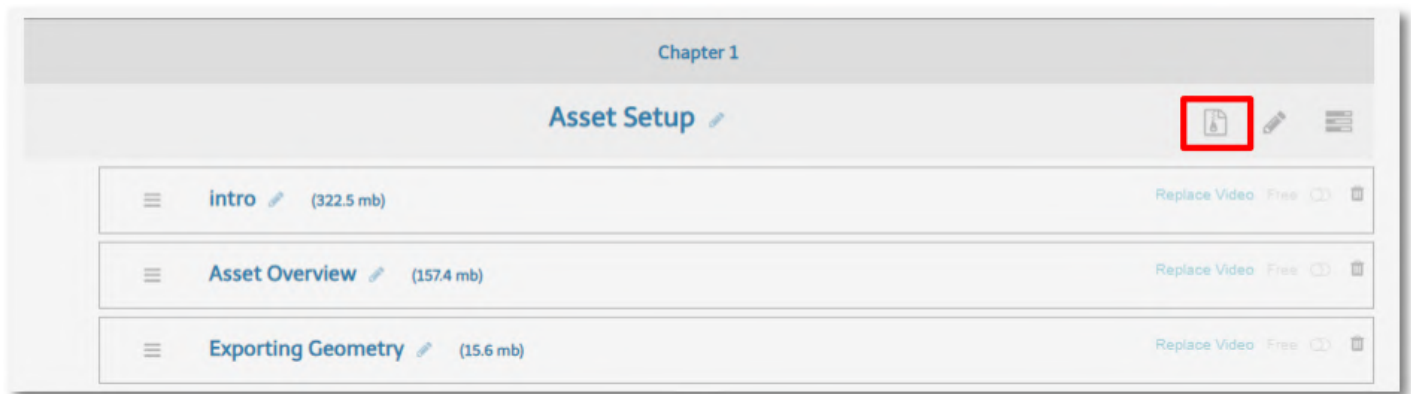 Chapter 1
Asset Setup
intro (322.5 mb) Replace Video Free
Asset Overview (157.4 mb) Replace Video Free
Exporting Geometry (15.6 mb) Replace Video Free